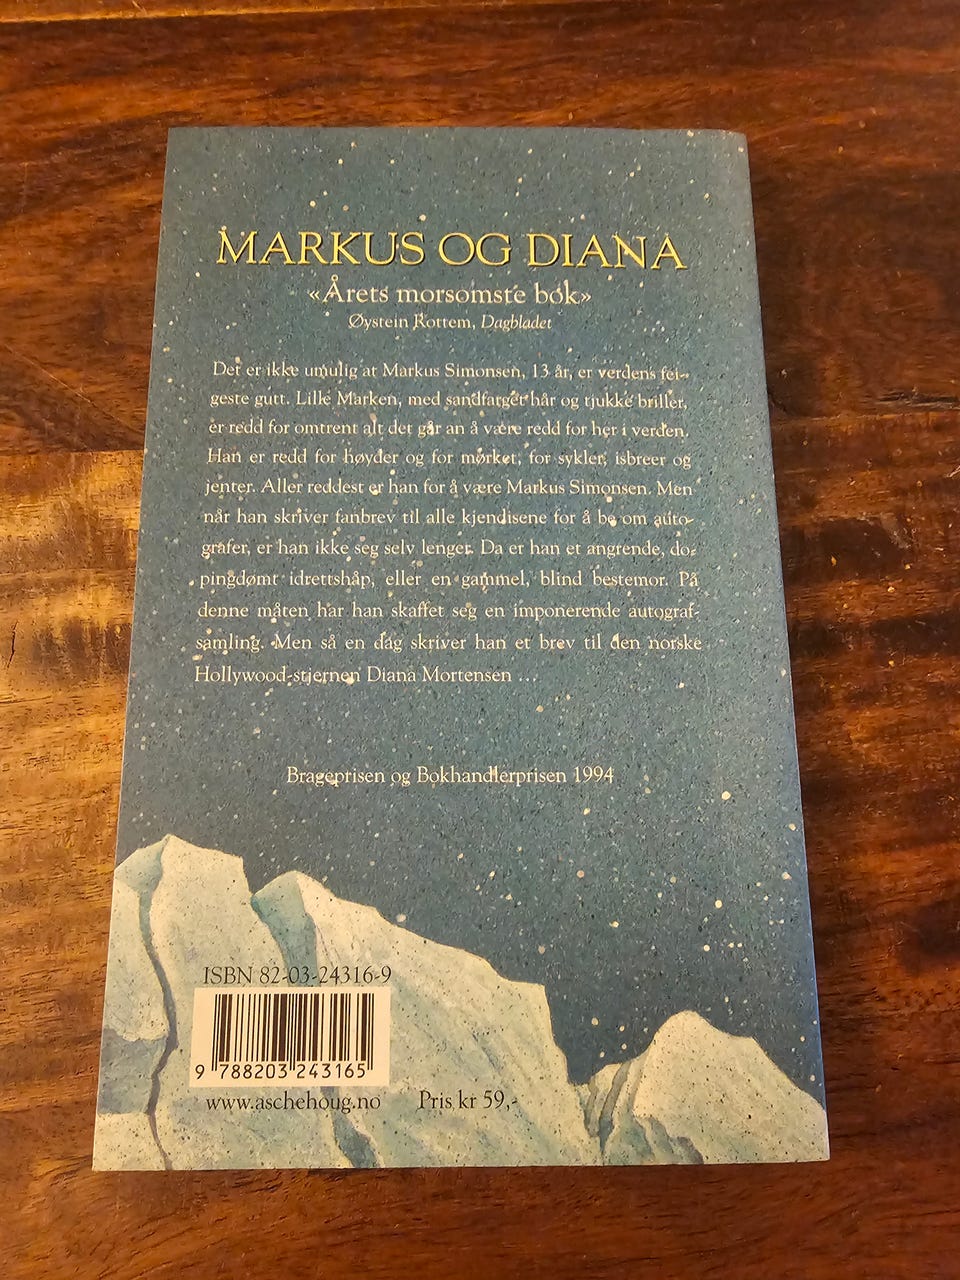 MARKUS OG DIANA
«Årets morsomste bok»
Øystein Rottem, Dagbladet
Det er ikke umulig at Markus Simonsen, 13 år, er verdens fei-
geste gutt. Lille Marken, med sandfarget hår og tjukke briller,
er redd for omtrent alt det går an å være redd for her i verden.
Han er redd for høyder og for mørket, for sykler, isbreer og
jenter. Aller reddest er han for å være Markus Simonsen. Men
når han skriver fanbrev til alle kjendisene for å be om auto-
grafer, er han ikke seg selv lenger. Da er han et angrende, do-
pingdømt idrettshåp, eller en gammel, blind bestemor. På
denne måten har han skaffet seg en imponerende autograf-
samling. Men så en dag skriver han et brev til den norske
Hollywood-stjernen Diana Mortensen ...
Brageprisen og Bokhandlerprisen 1994
ISBN 82-03-24316-9
9 788203 243165
www.aschehoug.no Pris kr 59,-